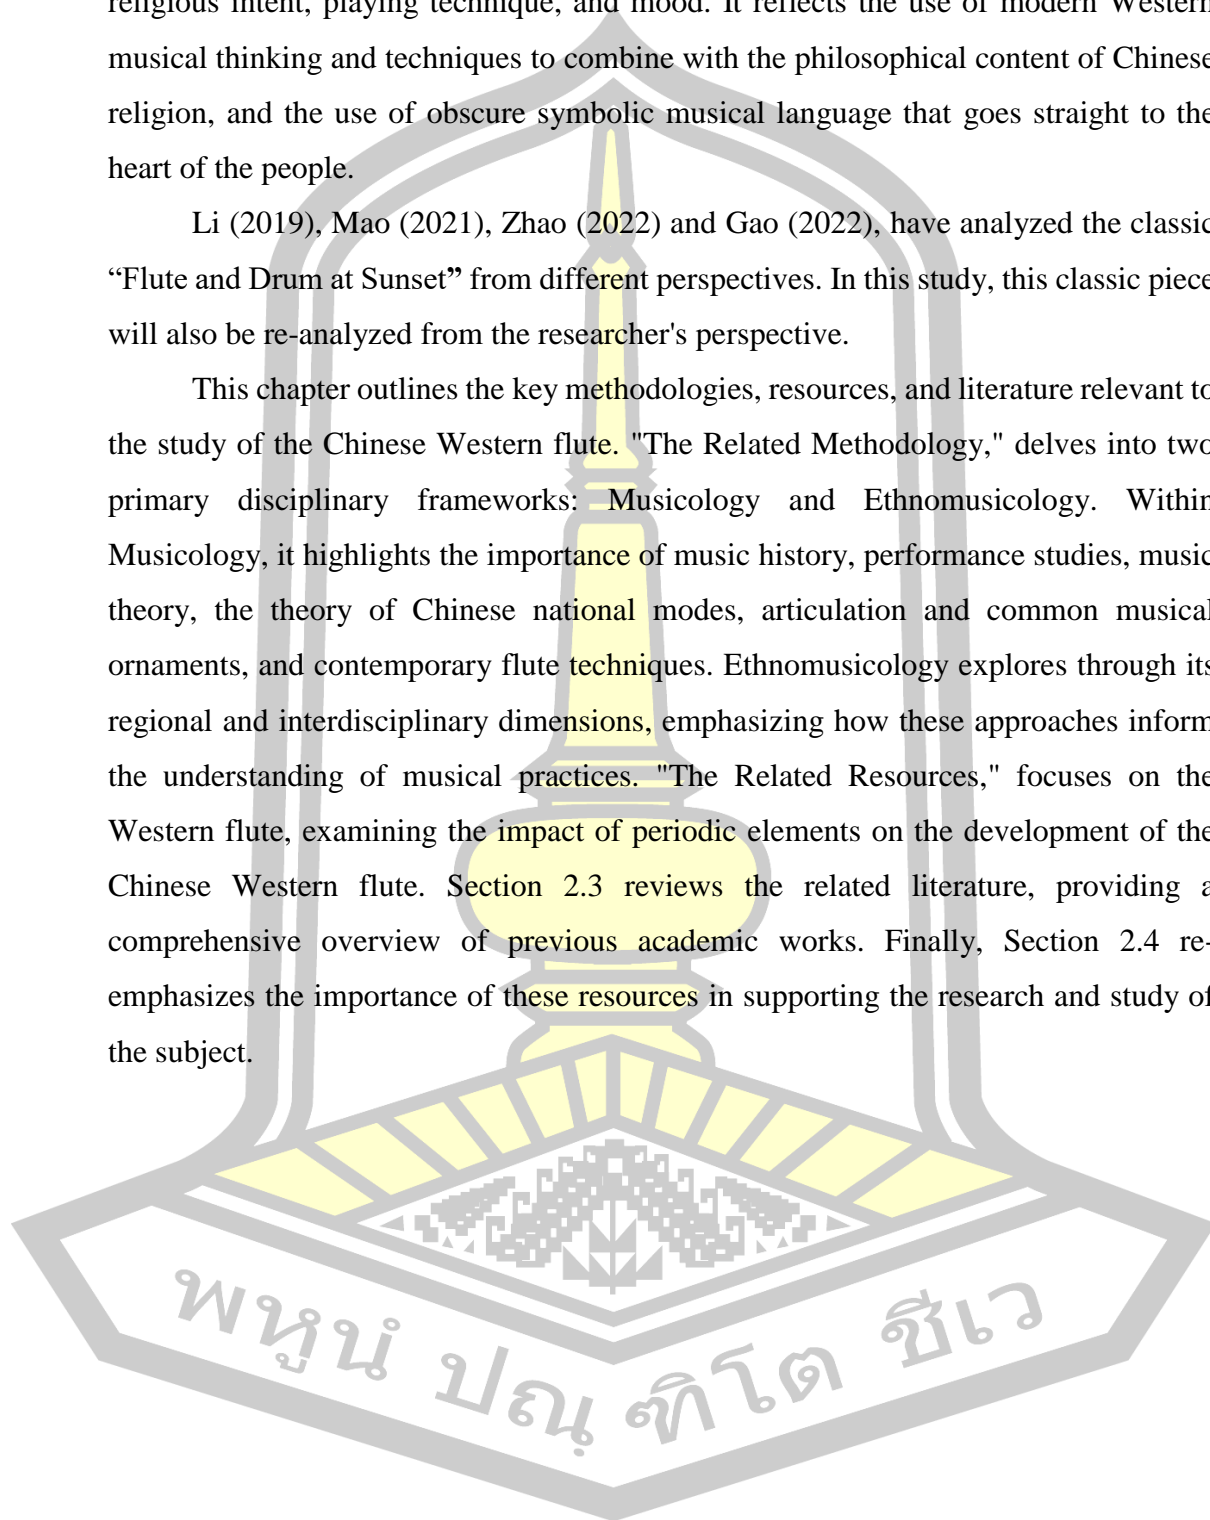 religious intent, playing technique, and mood. It reflects the use of modern Western
musical thinking and techniques to combine with the philosophical content of Chinese
religion, and the use of obscure symbolic musical language that goes straight to the
heart of the people.
Li (2019), Mao (2021), Zhao (2022) and Gao (2022), have analyzed the classic
“Flute and Drum at Sunset” from different perspectives. In this study, this classic piece
will also be re-analyzed from the researcher's perspective.
This chapter outlines the key methodologies, resources, and literature relevant to
the study of the Chinese Western flute. "The Related Methodology," delves into two
primary disciplinary frameworks: Musicology and Ethnomusicology. Within
Musicology, it highlights the importance of music history, performance studies, music
theory, the theory of Chinese national modes, articulation and common musical
ornaments, and contemporary flute techniques. Ethnomusicology explores through its
regional and interdisciplinary dimensions, emphasizing how these approaches inform
the understanding of musical practices. "The Related Resources," focuses on the
Western flute, examining the impact of periodic elements on the development of the
Chinese Western flute. Section 2.3 reviews the related literature, providing a
comprehensive overview of previous academic works. Finally, Section 2.4 re-
emphasizes the importance of these resources in supporting the research and study of
the subject.
พหูนํ ปณฺฑิโต ชีเว